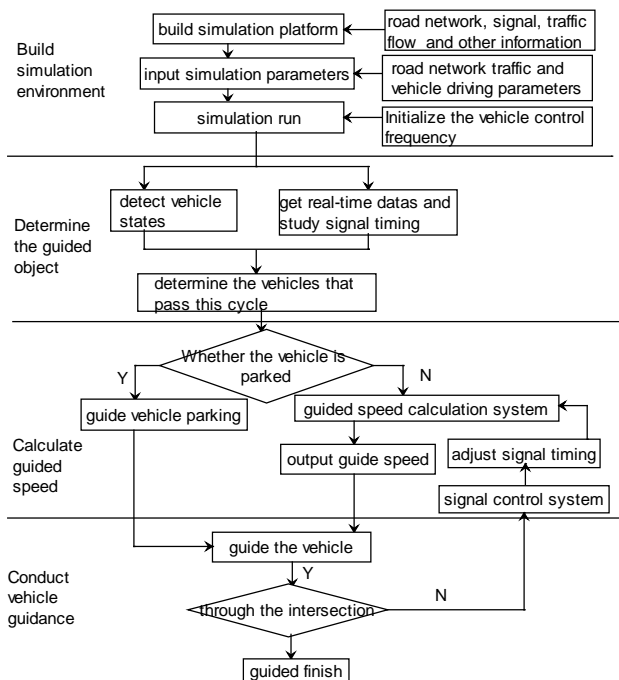 build simulation platform
road network, signal, traffic
flow and other information
Build
simulation
environment
input simulation parameters
road network traffic and
vehicle driving parameters
simulation run
Initialize the vehicle control
frequency
detect vehicle
states
get real-time datas and
study signal timing
Determine
the guided
object
determine the vehicles that
pass this cycle
Whether the vehicle is
parked
Y
N
guide vehicle parking
guided speed calculation system
Calculate
guided
speed
output guide speed
adjust signal timing
signal control system
guide the vehicle
Y
Conduct
vehicle
guidance
through the intersection
N
guided finish